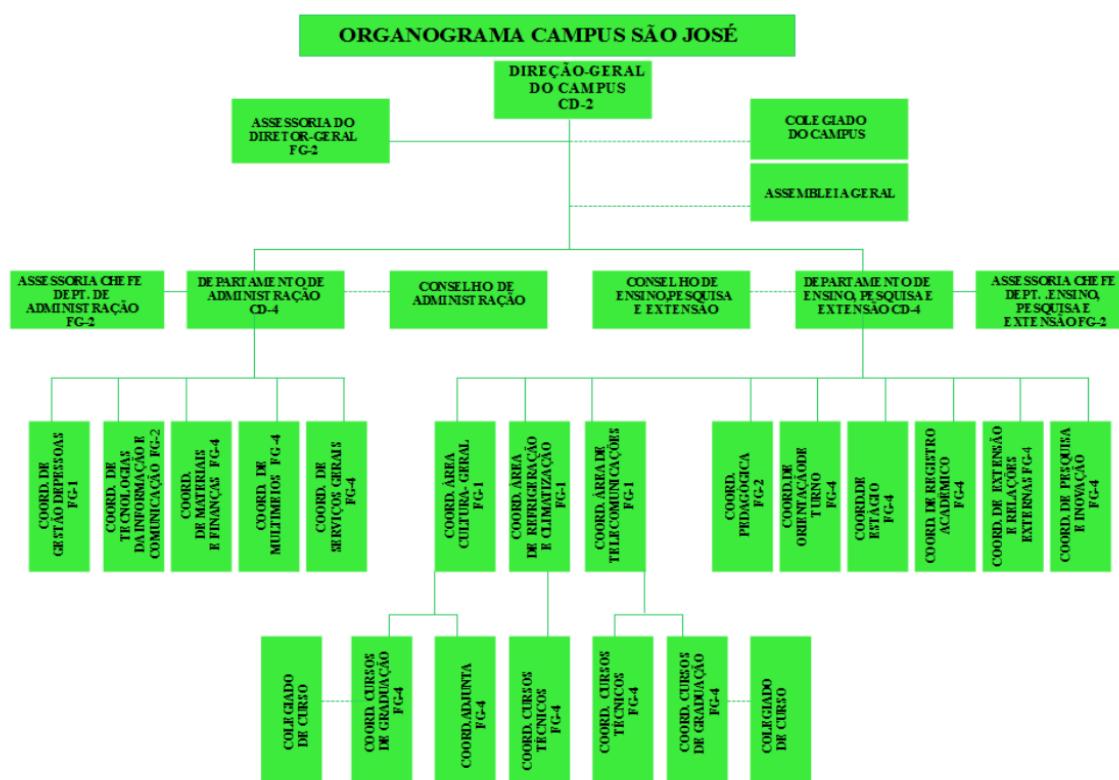 ORGANOGRAMA CAMPUS SÃO JOSÉ
DIREÇÃO-GERAL
DO CAMPUS
CD-2
ASSESSORIA DO
DIRETOR-GERAL
FG-2
COLEGIADO
DO CAMPUS
ASSEMBLEIA GERAL
ASSESSORIA CHEFE
DEPT. DE
ADMINISTRAÇÃO
FG-2
DEPARTAMENTO DE
ADMINISTRAÇÃO
CD-4
CONSELHO DE
ADMINISTRAÇÃO
CONSELHO DE
ENSINO,PESQUISA
E EXTENSÃO
DEPARTAMENTO DE
ENSINO, PESQUISA E
EXTENSÃO CD-4
ASSESSORIA CHEFE
DEPT. .ENSINO,
PESQUISA E
EXTENSÃO FG-2
COORD. DE
GESTÃO DEPESSOAS
FG-1
COORD. DE
TECNOLOGIAS
DA INFORMAÇÃO E
COMUNICAÇÃO FG-2
COORD.
DE MATERIAIS
E FINANÇAS FG-4
COORD. DE
MULTIMEIOS FG-4
COORD. DE
SERVIÇOS GERAIS
FG-4
COORD. ÁREA
CULTURA- GERAL
FG-1
COORD. ÁREA
DE REFRIGERAÇÃO
E CLIMATIZAÇÃO
FG-1
COORD. ÁREA DE
TELECOMUNICAÇÕES
FG-1
COORD.
PEDAGÓGICA
FG-2
COORD.DE
ORIENTAÇÃODE
TURNO
FG-4
COORD.DE
ESTÁGIO
FG-4
COORD. DE REGISTRO
ACADÊMICO
FG-4
COORD. DE EXTENSÃO
E RELAÇÕES
EXTERNAS FG-4
COORD. DE PESQUISA
E INOVAÇÃO
FG-4
COLEGIADO
DE CURSO
COORD. CURSOS
DE GRADUAÇÃO
FG-4
COORD.ADJUNTA
FG-4
COORD. CURSOS
TÉCNICOS
FG-4
COORD. CURSOS
TÉCNICOS
FG-4
COORD. CURSOS
DE GRADUAÇÃO
FG-4
COLEGIADO
DE CURSO